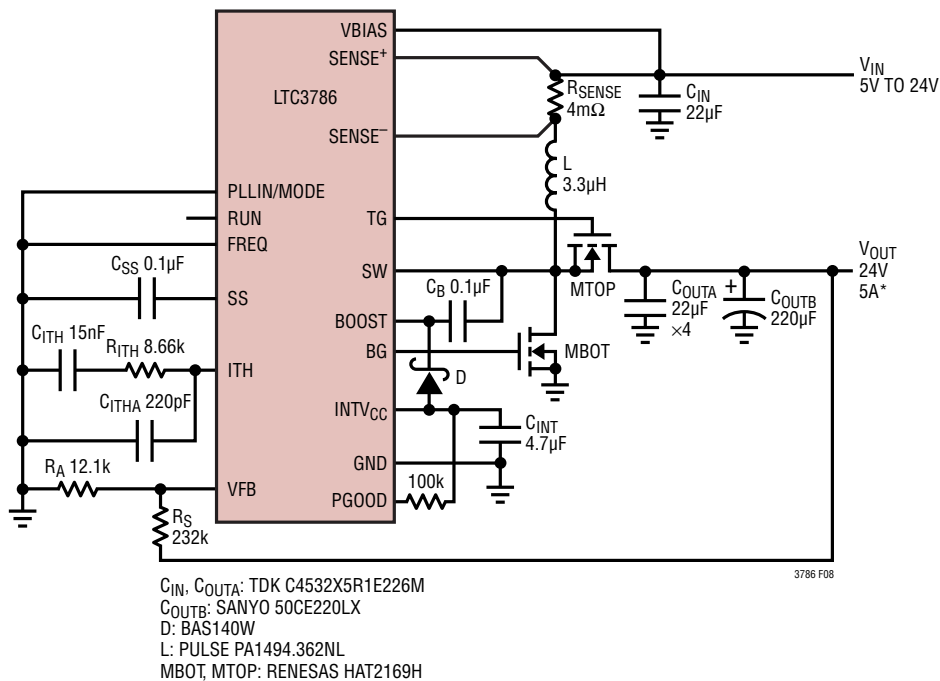 VBIAS
SENSE+
LTC3786
SENSE−
PLLIN/MODE
RUN
FREQ
SS
ITH
VFB
TG
SW
BOOST
BG
INTVCC
GND
PGOOD
RSENSE
4mΩ
CIN
22µF
VIN
5V TO 24V
L
3.3µH
MTOP
VOUT
24V
5A*
COUTA
22µF
×4
+
COUTB
220µF
MBOT
CB 0.1µF
D
CINT
4.7µF
100k
CSS 0.1µF
CITH 15nF
RITH 8.66k
CITHA 220pF
RA 12.1k
RS
232k
3786 F08
CIN, COUTA: TDK C4532X5R1E226M
COUTB: SANYO 50CE220LX
D: BAS140W
L: PULSE PA1494.362NL
MBOT, MTOP: RENESAS HAT2169H